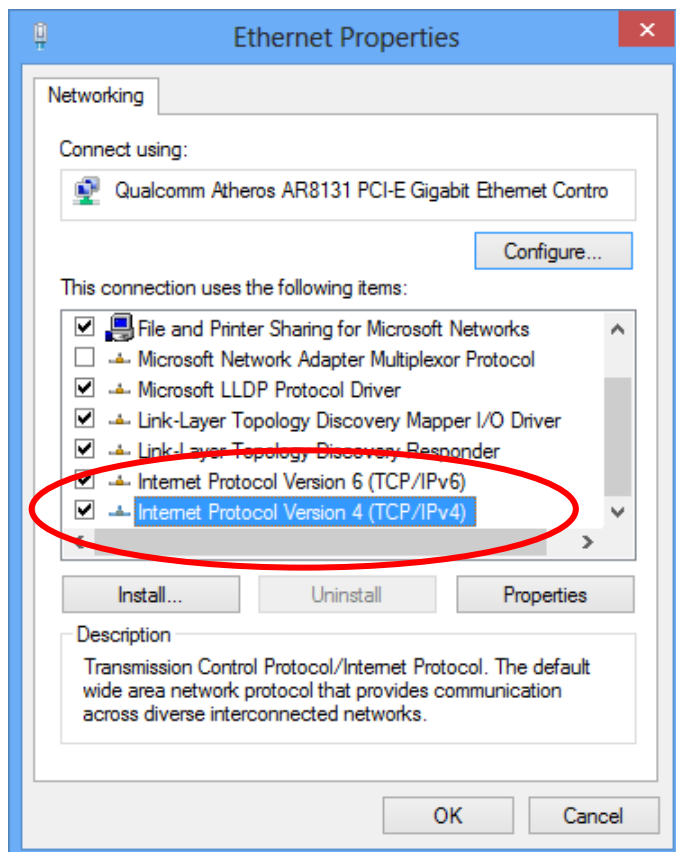 Ethernet Properties
Networking
Connect using:
Qualcomm Atheros AR8131 PCI-E Gigabit Ethernet Contro
Configure...
This connection uses the following items:
File and Printer Sharing for Microsoft Networks
Microsoft Network Adapter Multiplexor Protocol
Microsoft LLDP Protocol Driver
Link-Layer Topology Discovery Mapper I/O Driver
Link-Layer Topology Discovery Responder
Internet Protocol Version 6 (TCP/IPv6)
Internet Protocol Version 4 (TCP/IPv4)
Install...
Uninstall
Properties
Description
Transmission Control Protocol/Internet Protocol. The default
wide area network protocol that provides communication
across diverse interconnected networks.
OK
Cancel